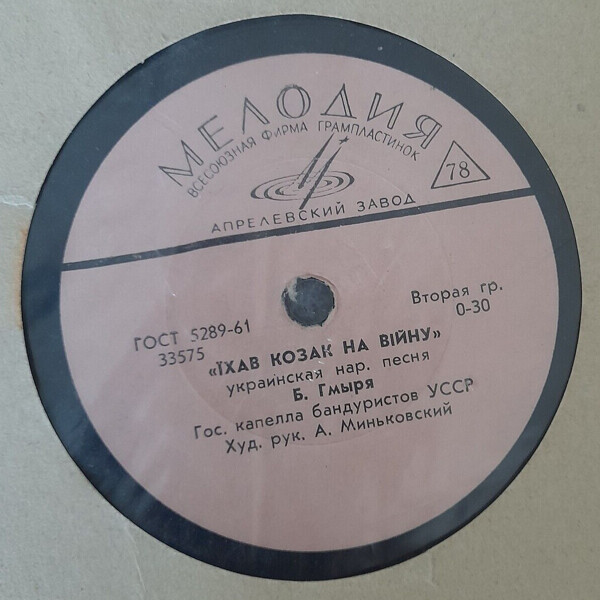 МЕЛОДИЯ
ВСЕСОЮЗНАЯ ФИРМА ГРАМПЛАСТИНОК
78
АПРЕЛЕВСКИЙ ЗАВОД
ГОСТ 5289-61
33575
Вторая гр.
0-30
«ЇХАВ КОЗАК НА ВІЙНУ»
украинская нар. песня
Б. Гмыря
Гос. капелла бандуристов УССР
Худ. рук. А. Миньковский